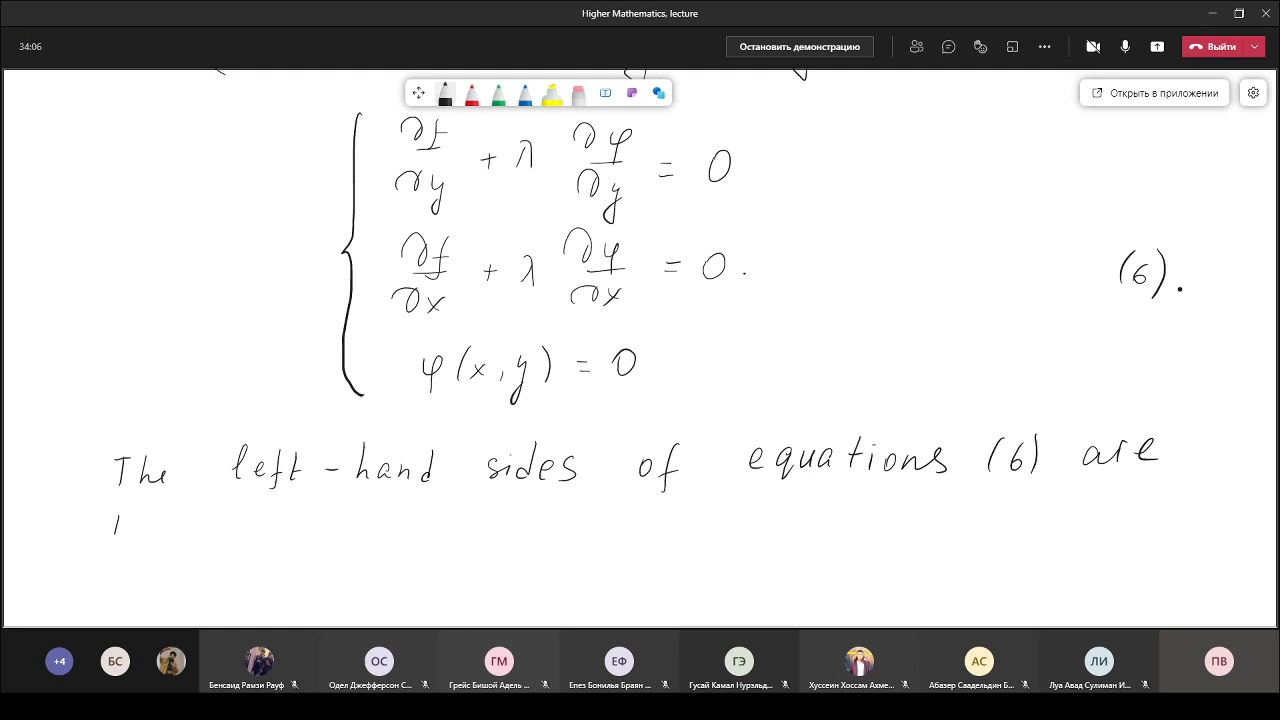 Higher Mathematics, lecture
34:06
Остановить демонстрацию
Выйти
Открыть в приложении
∂f/∂y + λ ∂φ/∂y = 0
∂f/∂x + λ ∂φ/∂x = 0.
(6).
φ(x,y) = 0
The left-hand sides of equations (6) are
+4
БС
ОС
ГМ
ЕФ
ГЭ
АС
ЛИ
ПВ
Бенсаид Рамзи Рауф
Одел Джефферсон С...
Грейс Бишой Адель ...
Епез Бонилья Браян ...
Гусай Камал Нурэльд...
Хуссеин Хоссам Ахме...
Абазер Саадельдин Б...
Луа Авад Сулиман И...